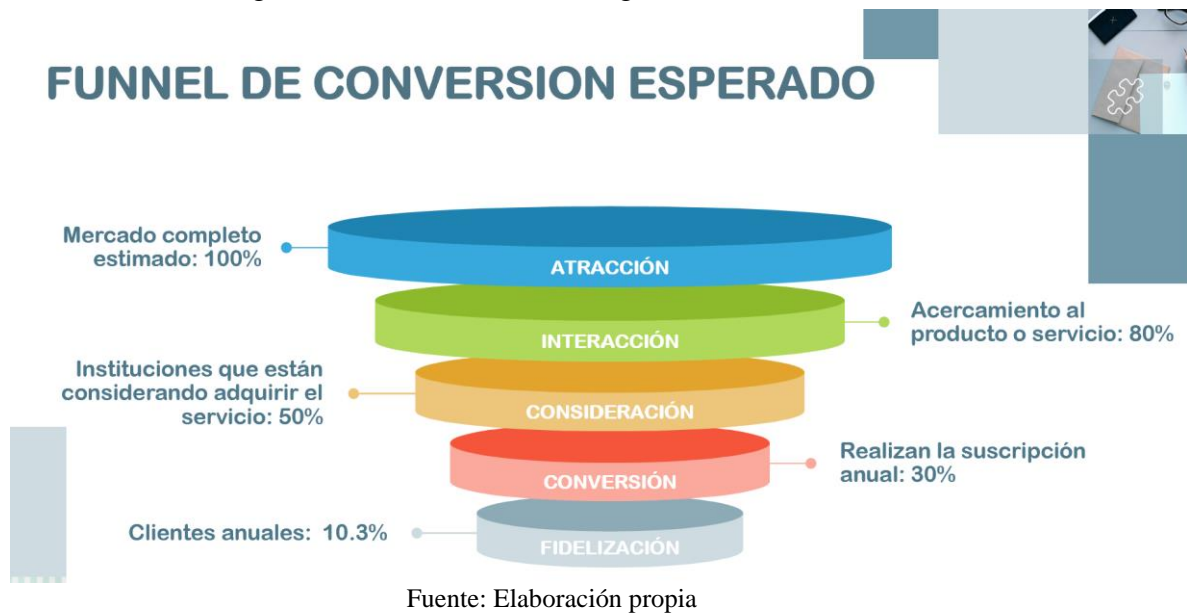 FUNNEL DE CONVERSION ESPERADO
Mercado completo
estimado: 100%
ATRACCIÓN
INTERACCIÓN
Acercamiento al
producto o servicio: 80%
Instituciones que están
considerando adquirir el
servicio: 50%
CONSIDERACIÓN
CONVERSIÓN
Realizan la suscripción
anual: 30%
Clientes anuales: 10.3%
FIDELIZACIÓN
Fuente: Elaboración propia